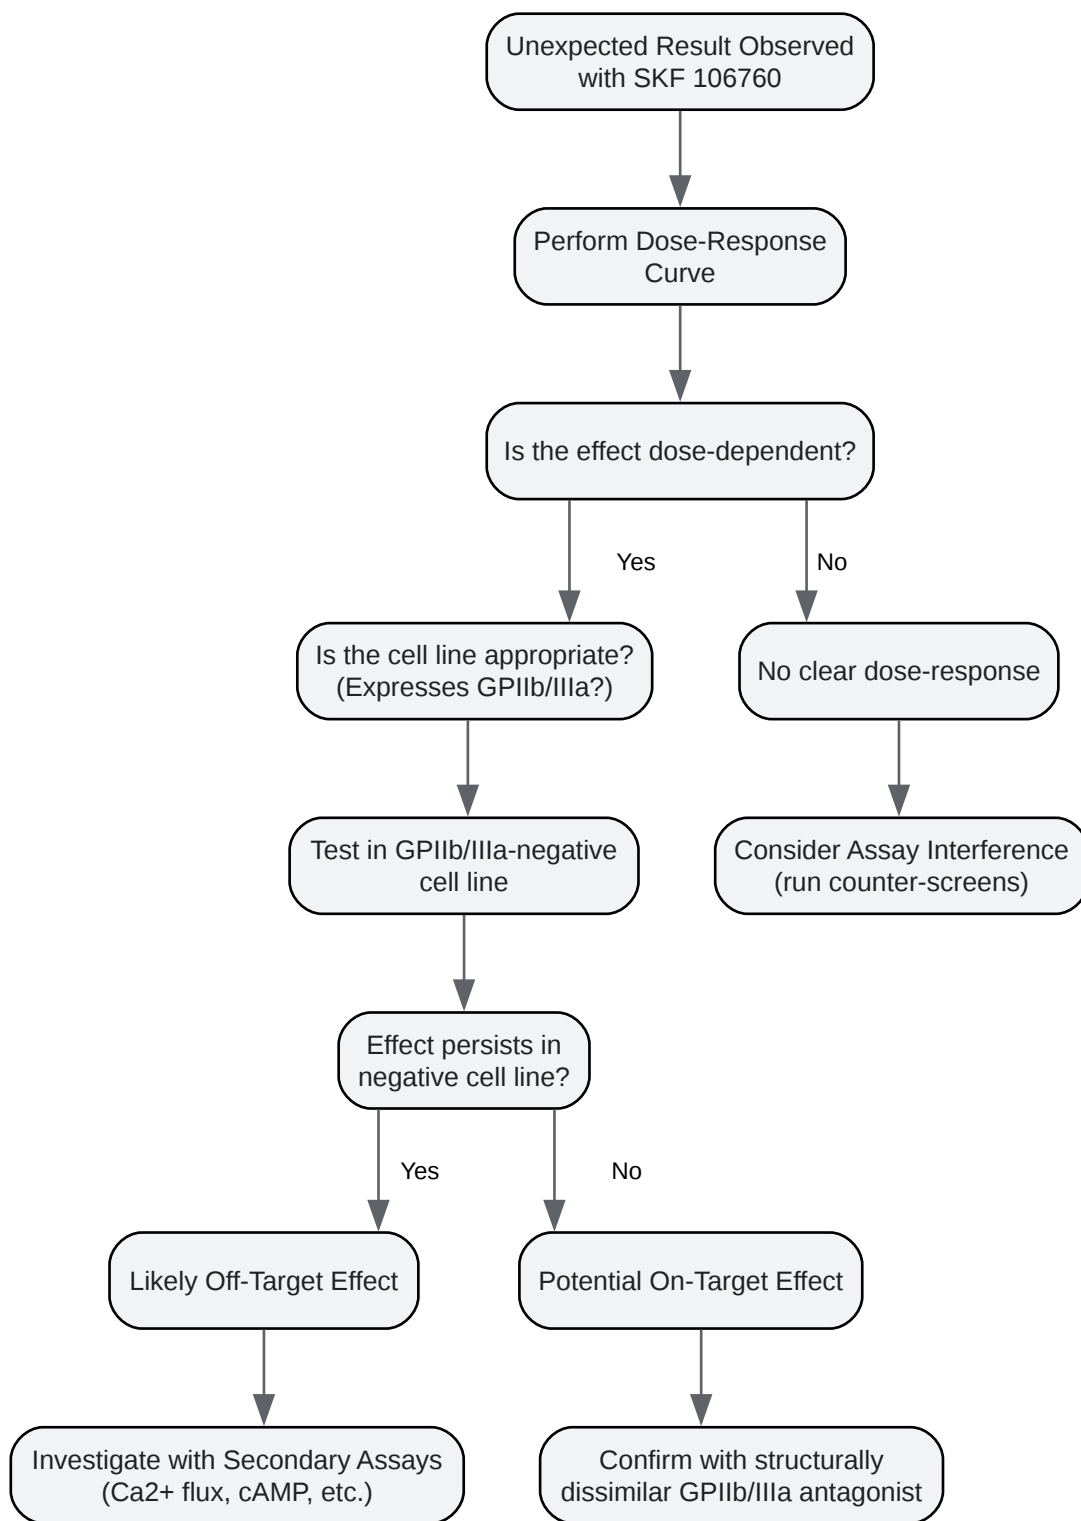 Unexpected Result Observed
with SKF 106760
Perform Dose-Response
Curve
Is the effect dose-dependent?
Yes
No
Is the cell line appropriate?
(Expresses GPIIb/IIIa?)
No clear dose-response
Test in GPIIb/IIIa-negative
cell line
Consider Assay Interference
(run counter-screens)
Effect persists in
negative cell line?
Yes
No
Likely Off-Target Effect
Potential On-Target Effect
Investigate with Secondary Assays
(Ca2+ flux, cAMP, etc.)
Confirm with structurally
dissimilar GPIIb/IIIa antagonist